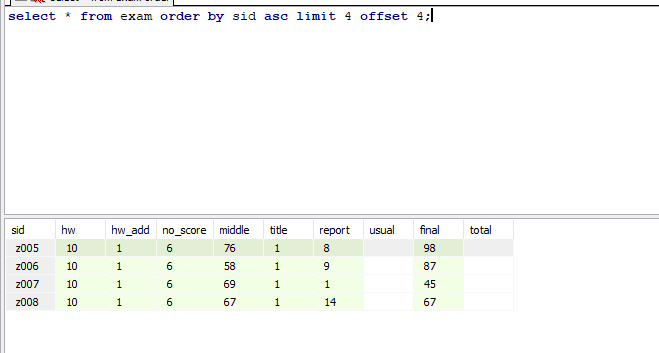 select * from exam order by sid asc limit 4 offset 4;
sid hw hw_add no_score middle title report usual final total
z005 10 1 6 76 1 8 98
z006 10 1 6 58 1 9 87
z007 10 1 6 69 1 1 45
z008 10 1 6 67 1 14 67